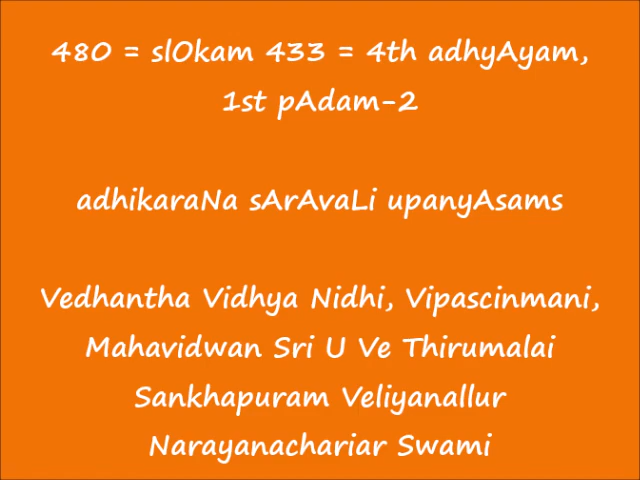 480 = slOkam 433 = 4th adhyAyam,
1st pAdam-2
adhikaraNa sArAvaLi upanyAsams
Vedhantha Vidhya Nidhi, Vipascinmani,
Mahavidwan Sri U Ve Thirumalai
Sankhapuram Veliyanallur
Narayanachariar Swami